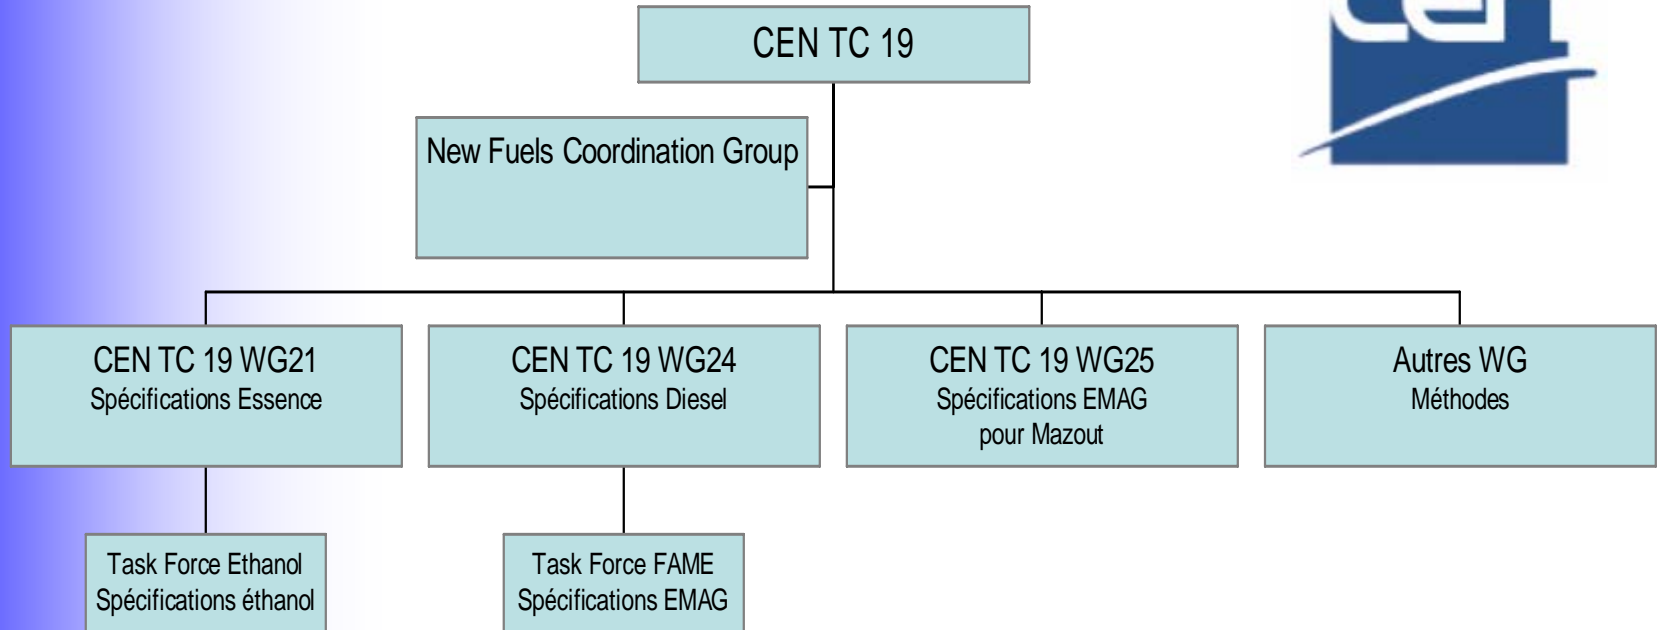 CEN TC 19
New Fuels Coordination Group
CEN TC 19 WG21
Spécifications Essence
CEN TC 19 WG24
Spécifications Diesel
CEN TC 19 WG25
Spécifications EMAG
pour Mazout
Autres WG
Méthodes
Task Force Ethanol
Spécifications éthanol
Task Force FAME
Spécifications EMAG
cen